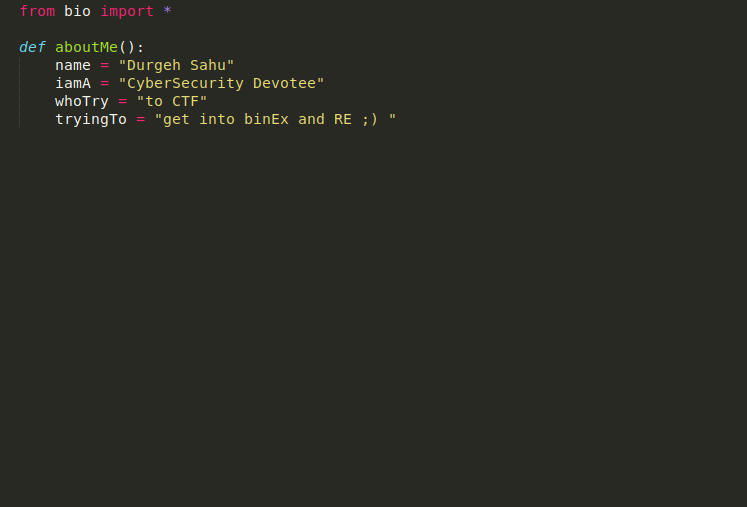 from bio import *
def aboutMe():
    name = "Durgeh Sahu"
    iamA = "CyberSecurity Devotee"
    whoTry = "to CTF"
    tryingTo = "get into binEx and RE ;) "